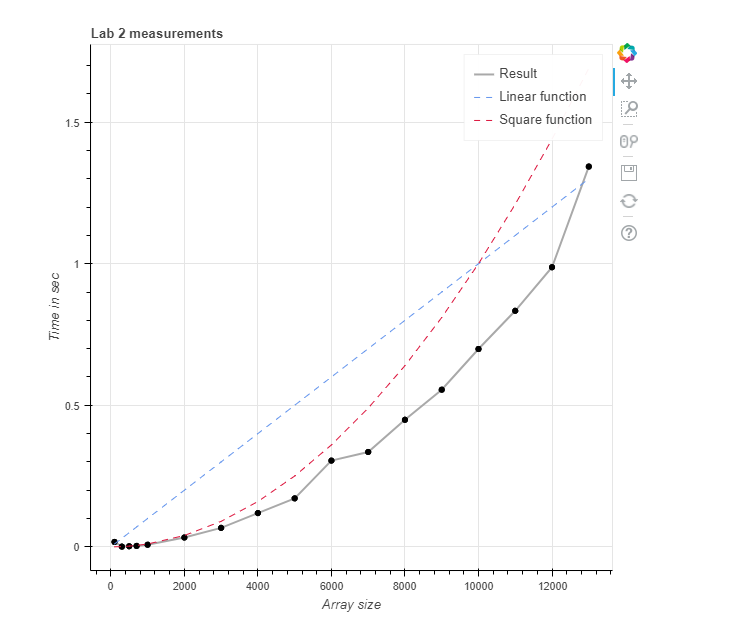 Lab 2 measurements
Result
Linear function
Square function
1.5
1
0.5
0
Time in sec
0 2000 4000 6000 8000 10000 12000
Array size